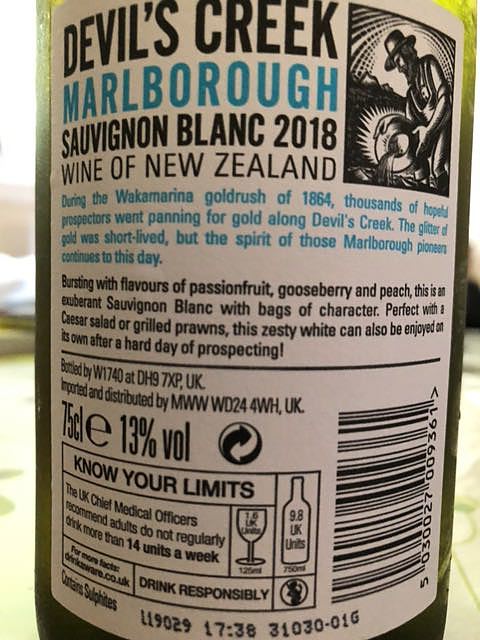 DEVIL'S CREEK
MARLBOROUGH
SAUVIGNON BLANC 2018
WINE OF NEW ZEALAND
During the Wakamarina goldrush of 1864, thousands of hopeful
prospectors went panning for gold along Devil's Creek. The glitter of
gold was short-lived, but the spirit of those Marlborough pioneers
continues to this day.
Bursting with flavours of passionfruit, gooseberry and peach, this is an
exuberant Sauvignon Blanc with bags of character. Perfect with a
Caesar salad or grilled prawns, this zesty white can also be enjoyed on
its own after a hard day of prospecting!
Bottled by W1740 at DH9 7XP, UK.
Imported and distributed by MWW WD24 4WH, UK.
75cl e 13% vol
KNOW YOUR LIMITS
The UK Chief Medical Officers
recommend adults do not regularly
drink more than 14 units a week
For more facts:
drinkaware.co.uk
DRINK RESPONSIBLY
1.6
UK
Units
125ml
9.8
UK
Units
750ml
Contains Sulphites
5 030027 009361 >
L19029 17:38 31030-01G